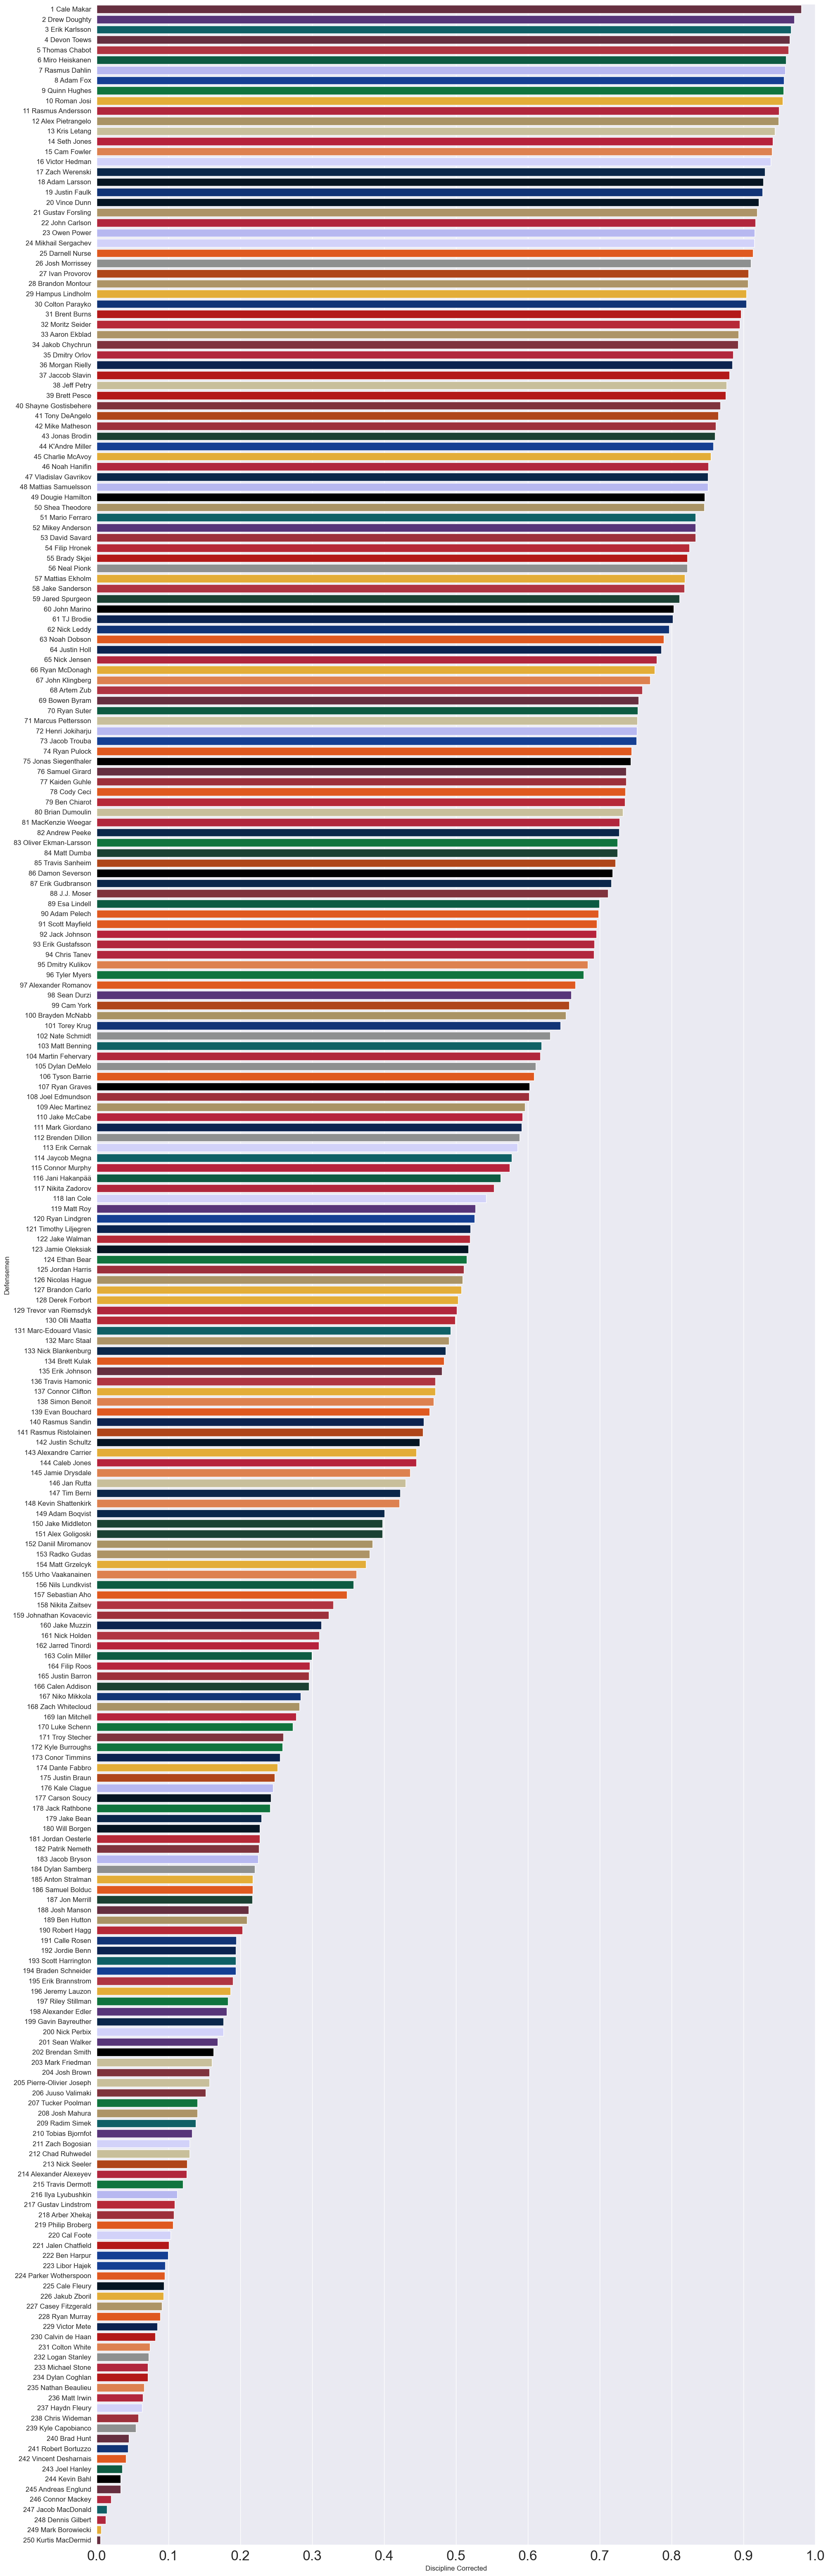 1 Cale Makar
2 Drew Doughty
3 Erik Karlsson
4 Devon Toews
5 Thomas Chabot
6 Miro Heiskanen
7 Rasmus Dahlin
8 Adam Fox
9 Quinn Hughes
10 Roman Josi
11 Rasmus Andersson
12 Alex Pietrangelo
13 Kris Letang
14 Seth Jones
15 Cam Fowler
16 Victor Hedman
17 Zach Werenski
18 Adam Larsson
19 Justin Faulk
20 Vince Dunn
21 Gustav Forsling
22 John Carlson
23 Owen Power
24 Mikhail Sergachev
25 Darnell Nurse
26 Josh Morrissey
27 Ivan Provorov
28 Brandon Montour
29 Hampus Lindholm
30 Colton Parayko
31 Brent Burns
32 Moritz Seider
33 Aaron Ekblad
34 Jakob Chychrun
35 Dmitry Orlov
36 Morgan Rielly
37 Jaccob Slavin
38 Jeff Petry
39 Brett Pesce
40 Shayne Gostisbehere
41 Tony DeAngelo
42 Mike Matheson
43 Jonas Brodin
44 K'Andre Miller
45 Charlie McAvoy
46 Noah Hanifin
47 Vladislav Gavrikov
48 Mattias Samuelsson
49 Dougie Hamilton
50 Shea Theodore
51 Mario Ferraro
52 Mikey Anderson
53 David Savard
54 Filip Hronek
55 Brady Skjei
56 Neal Pionk
57 Mattias Ekholm
58 Jake Sanderson
59 Jared Spurgeon
60 John Marino
61 TJ Brodie
62 Nick Leddy
63 Noah Dobson
64 Justin Holl
65 Nick Jensen
66 Ryan McDonagh
67 John Klingberg
68 Artem Zub
69 Bowen Byram
70 Ryan Suter
71 Marcus Pettersson
72 Henri Jokiharju
73 Jacob Trouba
74 Ryan Pulock
75 Jonas Siegenthaler
76 Samuel Girard
77 Kaiden Guhle
78 Cody Ceci
79 Ben Chiarot
80 Brian Dumoulin
81 MacKenzie Weegar
82 Andrew Peeke
83 Oliver Ekman-Larsson
84 Matt Dumba
85 Travis Sanheim
86 Damon Severson
87 Erik Gudbranson
88 J.J. Moser
89 Esa Lindell
90 Adam Pelech
91 Scott Mayfield
92 Jack Johnson
93 Erik Gustafsson
94 Chris Tanev
95 Dmitry Kulikov
96 Tyler Myers
97 Alexander Romanov
98 Sean Durzi
99 Cam York
100 Brayden McNabb
101 Torey Krug
102 Nate Schmidt
103 Matt Benning
104 Martin Fehervary
105 Dylan DeMelo
106 Tyson Barrie
107 Ryan Graves
108 Joel Edmundson
109 Alec Martinez
110 Jake McCabe
111 Mark Giordano
112 Brenden Dillon
113 Erik Cernak
114 Jaycob Megna
115 Connor Murphy
116 Jani Hakanpää
117 Nikita Zadorov
118 Ian Cole
119 Matt Roy
120 Ryan Lindgren
121 Timothy Liljegren
122 Jake Walman
123 Jamie Oleksiak
124 Ethan Bear
125 Jordan Harris
126 Nicolas Hague
127 Brandon Carlo
128 Derek Forbort
129 Trevor van Riemsdyk
130 Olli Maatta
131 Marc-Edouard Vlasic
132 Marc Staal
133 Nick Blankenburg
134 Brett Kulak
135 Erik Johnson
136 Travis Hamonic
137 Connor Clifton
138 Simon Benoit
139 Evan Bouchard
140 Rasmus Sandin
141 Rasmus Ristolainen
142 Justin Schultz
143 Alexandre Carrier
144 Caleb Jones
145 Jamie Drysdale
146 Jan Rutta
147 Tim Berni
148 Kevin Shattenkirk
149 Adam Boqvist
150 Jake Middleton
151 Alex Goligoski
152 Daniil Miromanov
153 Radko Gudas
154 Matt Grzelcyk
155 Urho Vaakanainen
156 Nils Lundkvist
157 Sebastian Aho
158 Nikita Zaitsev
159 Johnathan Kovacevic
160 Jake Muzzin
161 Nick Holden
162 Jarred Tinordi
163 Colin Miller
164 Filip Roos
165 Justin Barron
166 Calen Addison
167 Niko Mikkola
168 Zach Whitecloud
169 Ian Mitchell
170 Luke Schenn
171 Troy Stecher
172 Kyle Burroughs
173 Conor Timmins
174 Dante Fabbro
175 Justin Braun
176 Kale Clague
177 Carson Soucy
178 Jack Rathbone
179 Jake Bean
180 Will Borgen
181 Jordan Oesterle
182 Patrik Nemeth
183 Jacob Bryson
184 Dylan Samberg
185 Anton Stralman
186 Samuel Bolduc
187 Jon Merrill
188 Josh Manson
189 Ben Hutton
190 Robert Hagg
191 Calle Rosen
192 Jordie Benn
193 Scott Harrington
194 Braden Schneider
195 Erik Brannstrom
196 Jeremy Lauzon
197 Riley Stillman
198 Alexander Edler
199 Gavin Bayreuther
200 Nick Perbix
201 Sean Walker
202 Brendan Smith
203 Mark Friedman
204 Josh Brown
205 Pierre-Olivier Joseph
206 Juuso Valimaki
207 Tucker Poolman
208 Josh Mahura
209 Radim Simek
210 Tobias Bjornfot
211 Zach Bogosian
212 Chad Ruhwedel
213 Nick Seeler
214 Alexander Alexeyev
215 Travis Dermott
216 Ilya Lyubushkin
217 Gustav Lindstrom
218 Arber Xhekaj
219 Philip Broberg
220 Cal Foote
221 Jalen Chatfield
222 Ben Harpur
223 Libor Hajek
224 Parker Wotherspoon
225 Cale Fleury
226 Jakub Zboril
227 Casey Fitzgerald
228 Ryan Murray
229 Victor Mete
230 Calvin de Haan
231 Colton White
232 Logan Stanley
233 Michael Stone
234 Dylan Coghlan
235 Nathan Beaulieu
236 Matt Irwin
237 Haydn Fleury
238 Chris Wideman
239 Kyle Capobianco
240 Brad Hunt
241 Robert Bortuzzo
242 Vincent Desharnais
243 Joel Hanley
244 Kevin Bahl
245 Andreas Englund
246 Connor Mackey
247 Jacob MacDonald
248 Dennis Gilbert
249 Mark Borowiecki
250 Kurtis MacDermid
Defensemen
0.0 0.1 0.2 0.3 0.4 0.5 0.6 0.7 0.8 0.9 1.0
Discipline Corrected